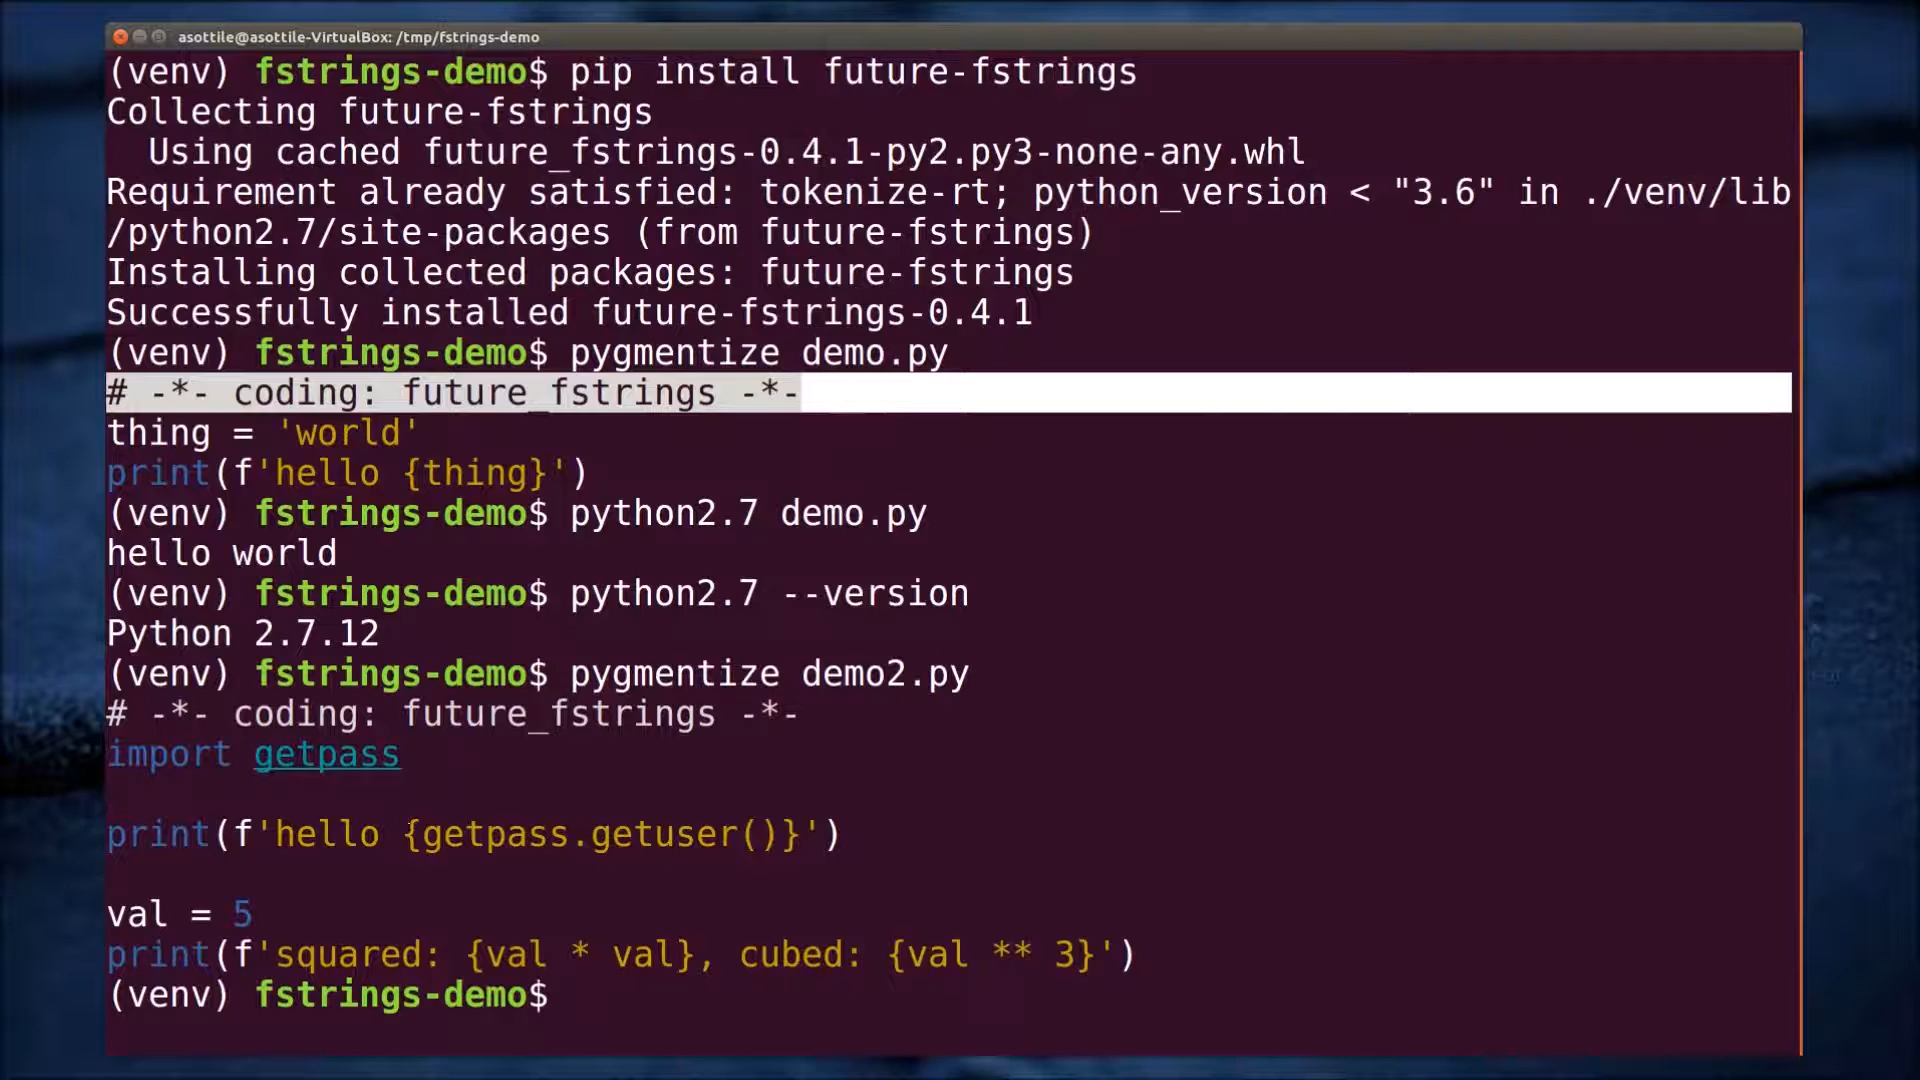 asottile@asottile-VirtualBox: /tmp/fstrings-demo
(venv) fstrings-demo$ pip install future-fstrings
Collecting future-fstrings
  Using cached future_fstrings-0.4.1-py2.py3-none-any.whl
Requirement already satisfied: tokenize-rt; python_version < "3.6" in ./venv/lib
/python2.7/site-packages (from future-fstrings)
Installing collected packages: future-fstrings
Successfully installed future-fstrings-0.4.1
(venv) fstrings-demo$ pygmentize demo.py
# -*- coding: future_fstrings -*-
thing = 'world'
print(f'hello {thing}')
(venv) fstrings-demo$ python2.7 demo.py
hello world
(venv) fstrings-demo$ python2.7 --version
Python 2.7.12
(venv) fstrings-demo$ pygmentize demo2.py
# -*- coding: future_fstrings -*-
import getpass

print(f'hello {getpass.getuser()}')

val = 5
print(f'squared: {val * val}, cubed: {val ** 3}')
(venv) fstrings-demo$